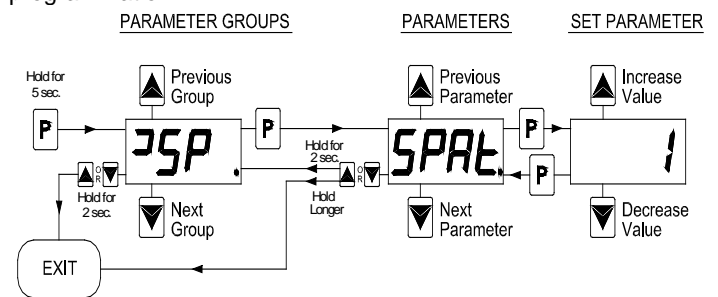 PARAMETER GROUPS
PARAMETERS
SET PARAMETER
Hold for
5 sec.
P
Previous
Group
ᆿSP.
Next
Group
P
OR
Hold for
2 sec.
EXIT
Hold for
2 sec.
OR
Hold
Longer
Previous
Parameter
SPAt.
Next
Parameter
P
P
Increase
Value
1
Decrease
Value